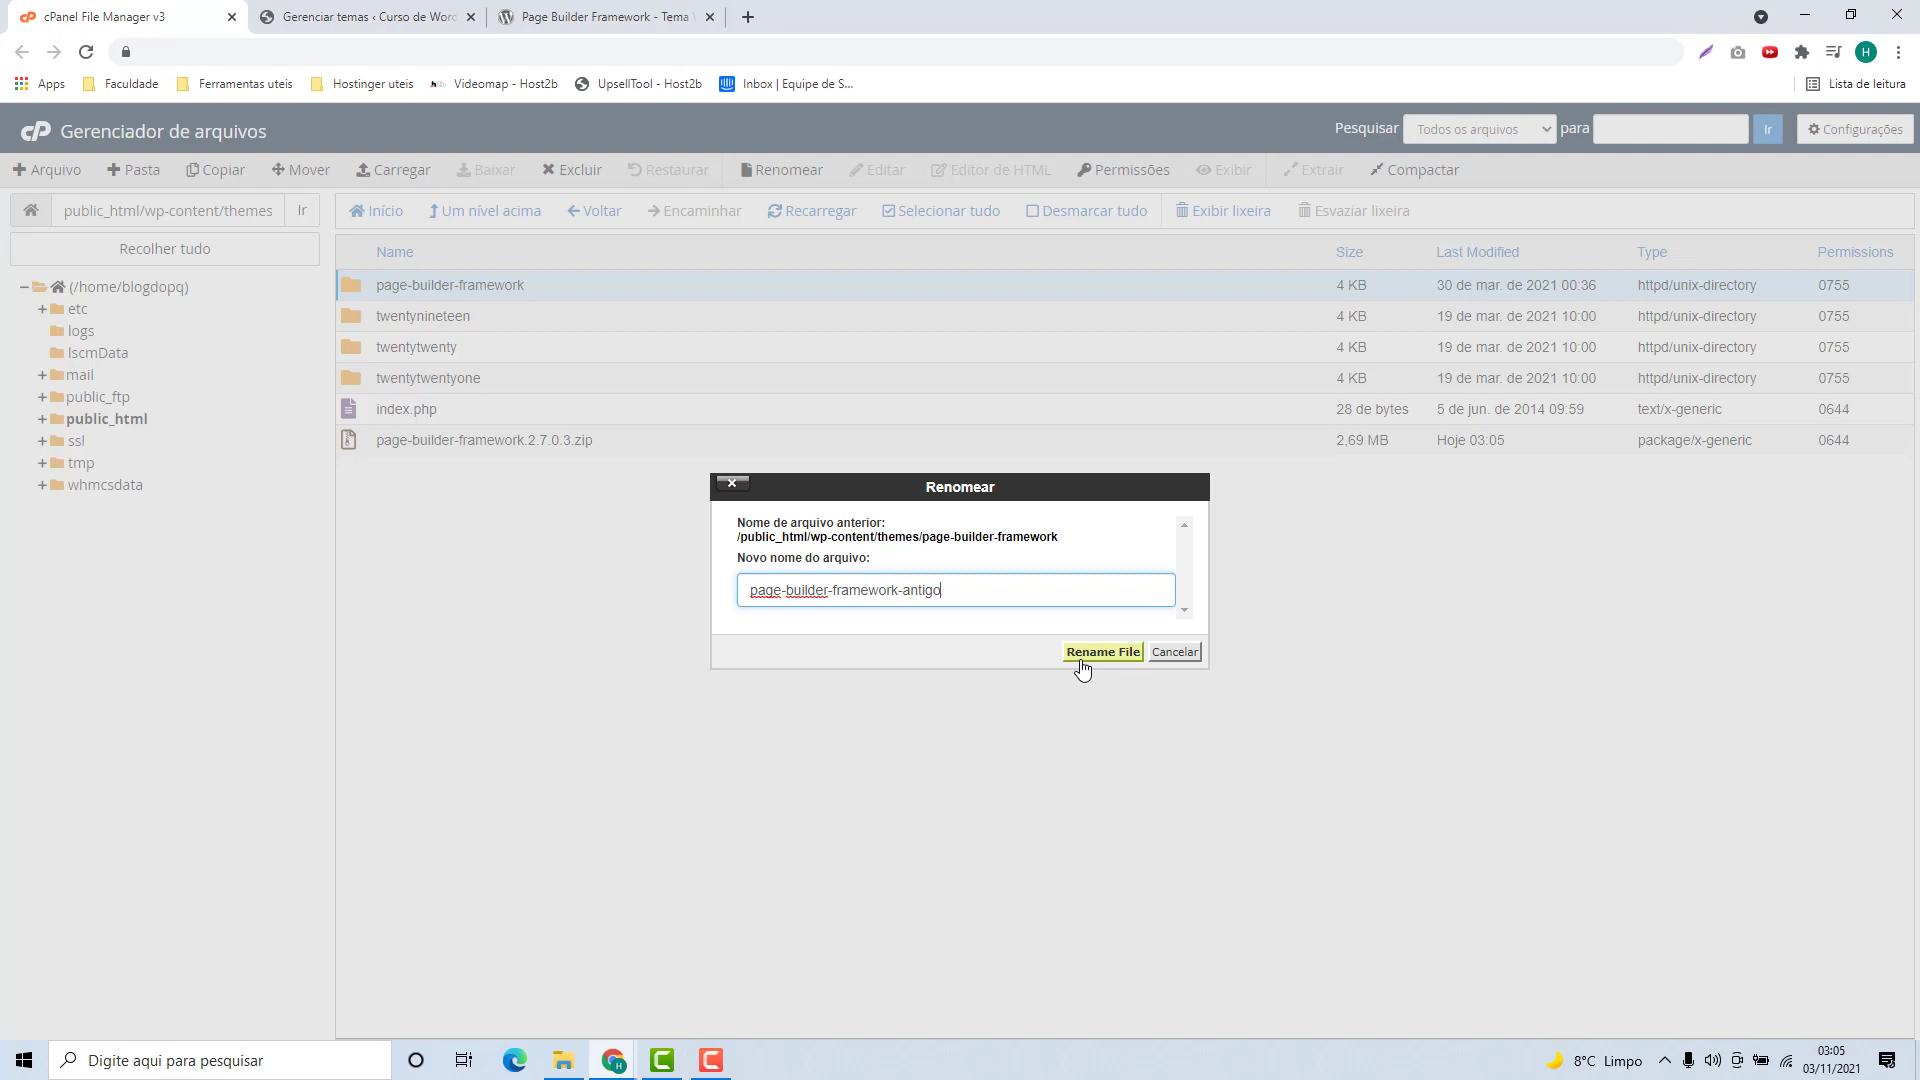 cPanel File Manager v3
Gerenciar temas ‹ Curso de Word
Page Builder Framework - Tema
H
Apps
Faculdade
Ferramentas uteis
Hostinger uteis
Videomap - Host2b
UpsellTool - Host2b
Inbox | Equipe de S...
Lista de leitura
cP Gerenciador de arquivos
Pesquisar
Todos os arquivos
para
Ir
Configurações
Arquivo
Pasta
Copiar
Mover
Carregar
Baixar
Excluir
Restaurar
Renomear
Editar
Editor de HTML
Permissões
Exibir
Extrair
Compactar
public_html/wp-content/themes
Ir
Início
Um nível acima
Voltar
Encaminhar
Recarregar
Selecionar tudo
Desmarcar tudo
Exibir lixeira
Esvaziar lixeira
Recolher tudo
(/home/blogdopq)
etc
logs
lscmData
mail
public_ftp
public_html
ssl
tmp
whmcsdata
Name Size Last Modified Type Permissions
page-builder-framework 4 KB 30 de mar. de 2021 00:36 httpd/unix-directory 0755
twentynineteen 4 KB 19 de mar. de 2021 10:00 httpd/unix-directory 0755
twentytwenty 4 KB 19 de mar. de 2021 10:00 httpd/unix-directory 0755
twentytwentyone 4 KB 19 de mar. de 2021 10:00 httpd/unix-directory 0755
index.php 28 de bytes 5 de jun. de 2014 09:59 text/x-generic 0644
page-builder-framework.2.7.0.3.zip 2,69 MB Hoje 03:05 package/x-generic 0644
Renomear
Nome de arquivo anterior:
/public_html/wp-content/themes/page-builder-framework
Novo nome do arquivo:
page-builder-framework-antigo
Rename File
Cancelar
Digite aqui para pesquisar
8°C Limpo
03:05
03/11/2021